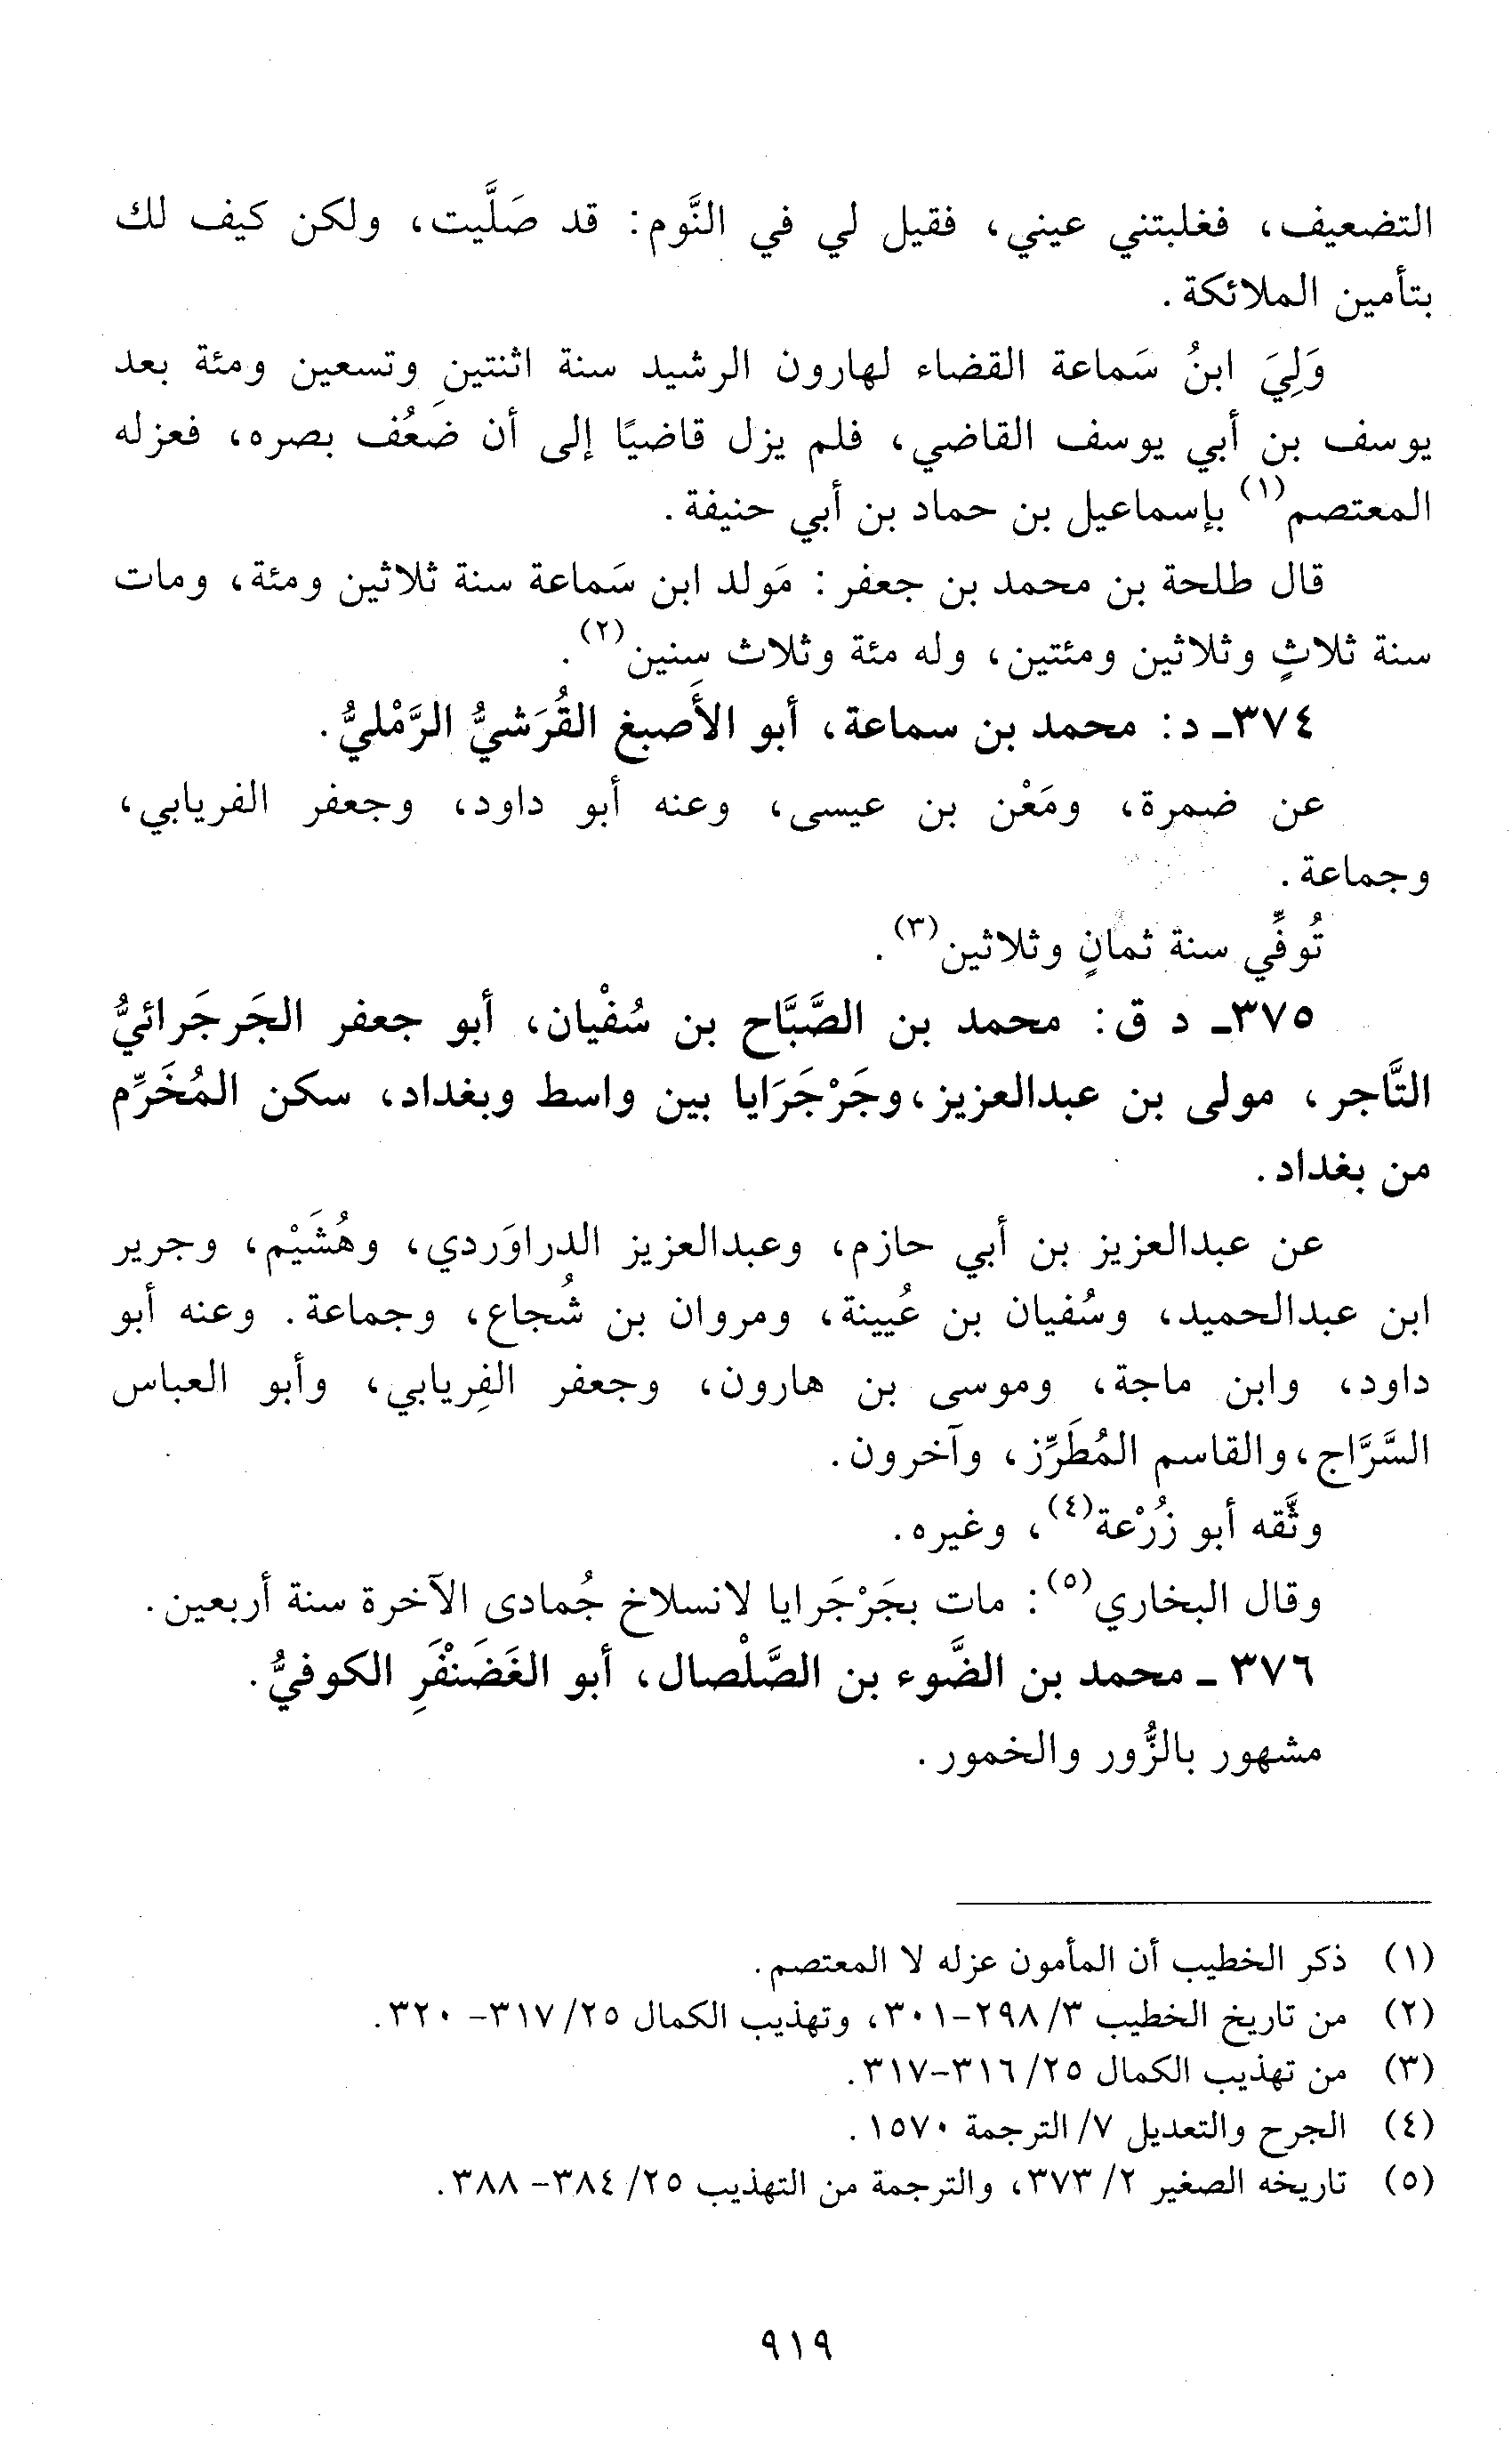 التضعيف، فغلبتني عيني، فقيل لي في النَّوم: قد صَلَّيت، ولكن كيف لك
بتأمين الملائكة.
وَلِيَ ابنُ سَماعة القضاء لهارون الرشيد سنة اثنتين وتسعين ومئة بعد
يوسف بن أبي يوسف القاضي، فلم يزل قاضيًا إلى أن ضَعُف بصره، فعزله
المعتصم(١) بإسماعيل بن حماد بن أبي حنيفة.
قال طلحة بن محمد بن جعفر: مَولد ابن سَماعة سنة ثلاثين ومئة، ومات
سنة ثلاثٍ وثلاثين ومئتين، وله مئة وثلاث سِنين(٢).
٣٧٤ـ د: محمد بن سماعة، أبو الأَصبغ القُرَشيُّ الرَّمْليُّ.
عن ضمرة، ومَعْن بن عيسى، وعنه أبو داود، وجعفر الفريابي،
وجماعة.
تُوفِّي سنة ثمانٍ وثلاثين(٣).
٣٧٥ـ د ق: محمد بن الصَّبَّاح بن سُفْيان، أبو جعفر الجَرجَرائيُّ
التَّاجر، مولى بن عبدالعزيز، وجَرْجَرَايا بين واسط وبغداد، سكن المُخَرِّم
من بغداد.
عن عبدالعزيز بن أبي حازم، وعبدالعزيز الدراوَردي، وهُشَيْم، وجرير
ابن عبدالحميد، وسُفيان بن عُيينة، ومروان بن شُجاع، وجماعة. وعنه أبو
داود، وابن ماجة، وموسى بن هارون، وجعفر الفِريابي، وأبو العباس
السَّرَّاج، والقاسم المُطَرِّز، وآخرون.
وثَّقه أبو زُرْعة(٤)، وغيره.
وقال البخاري(٥): مات بجَرْجَرايا لانسلاخ جُمادى الآخرة سنة أربعين.
٣٧٦ ـ محمد بن الضَّوء بن الصَّلْصال، أبو الغَضَنْفَرِ الكوفيُّ.
مشهور بالزُّور والخمور.
(١) ذكر الخطيب أن المأمون عزله لا المعتصم.
(٢) من تاريخ الخطيب ٣/ ٢٩٨-٣٠١، وتهذيب الكمال ٢٥/ ٣١٧- ٣٢٠.
(٣) من تهذيب الكمال ٢٥/ ٣١٦-٣١٧.
(٤) الجرح والتعديل ٧/ الترجمة ١٥٧٠.
(٥) تاريخه الصغير ٢/ ٣٧٣، والترجمة من التهذيب ٢٥/ ٣٨٤- ٣٨٨.
٩١٩